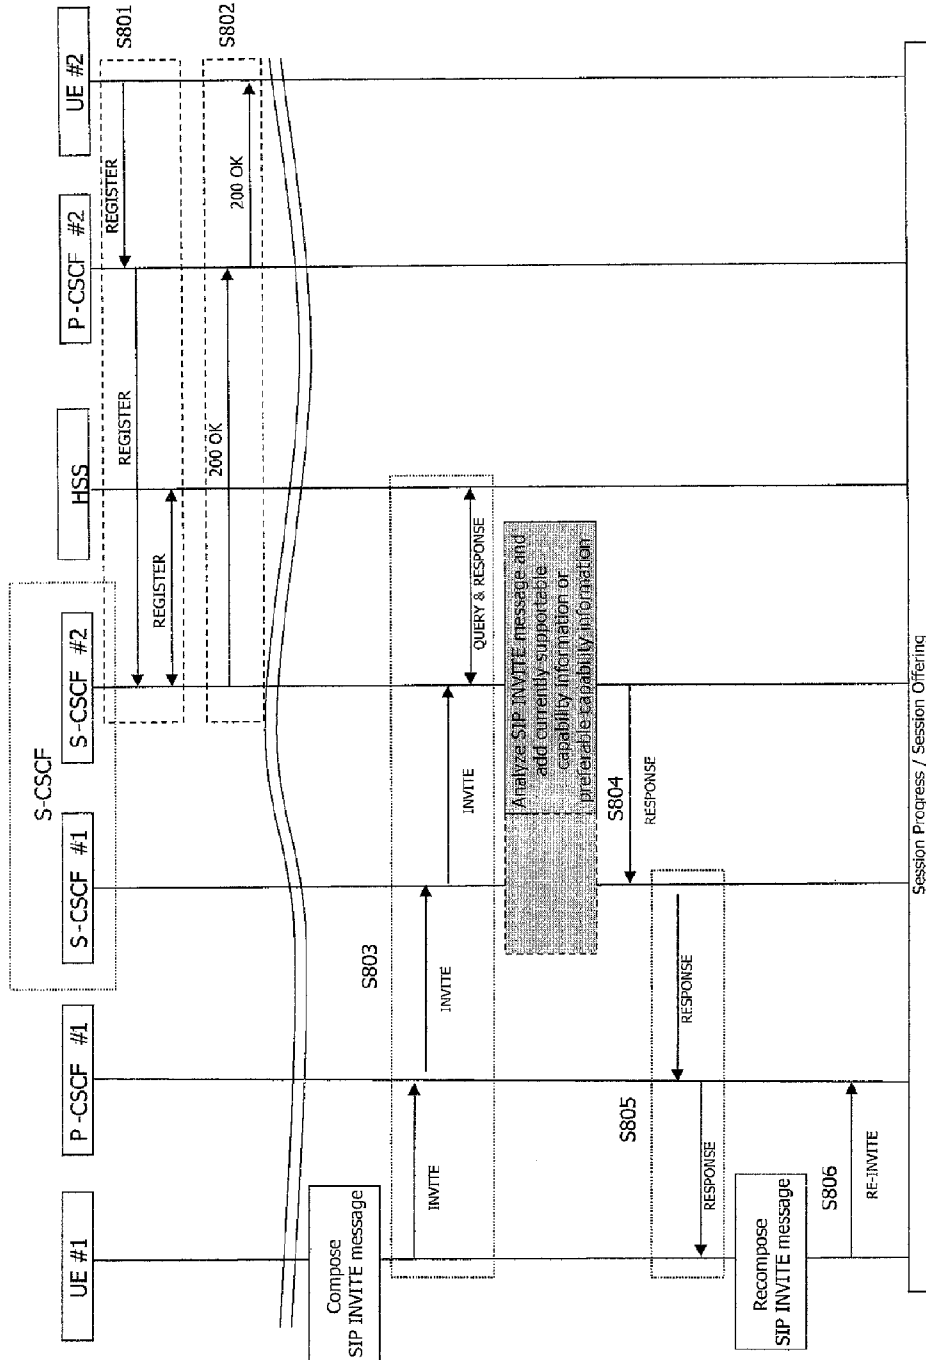 S-CSCF
UE #1
P-CSCF #1
S-CSCF #1
S-CSCF #2
HSS
P-CSCF #2
UE #2
REGISTER
S801
REGISTER
REGISTER
200 OK
S802
200 OK
Compose
SIP INVITE message
S803
INVITE
INVITE
INVITE
QUERY & RESPONSE
Analyze SIP INVITE message and
add currently supportable
capability information or
preferable capability information
S804
RESPONSE
S805
RESPONSE
RESPONSE
Recompose
SIP INVITE message
S806
RE-INVITE
Session Progress / Session Offering